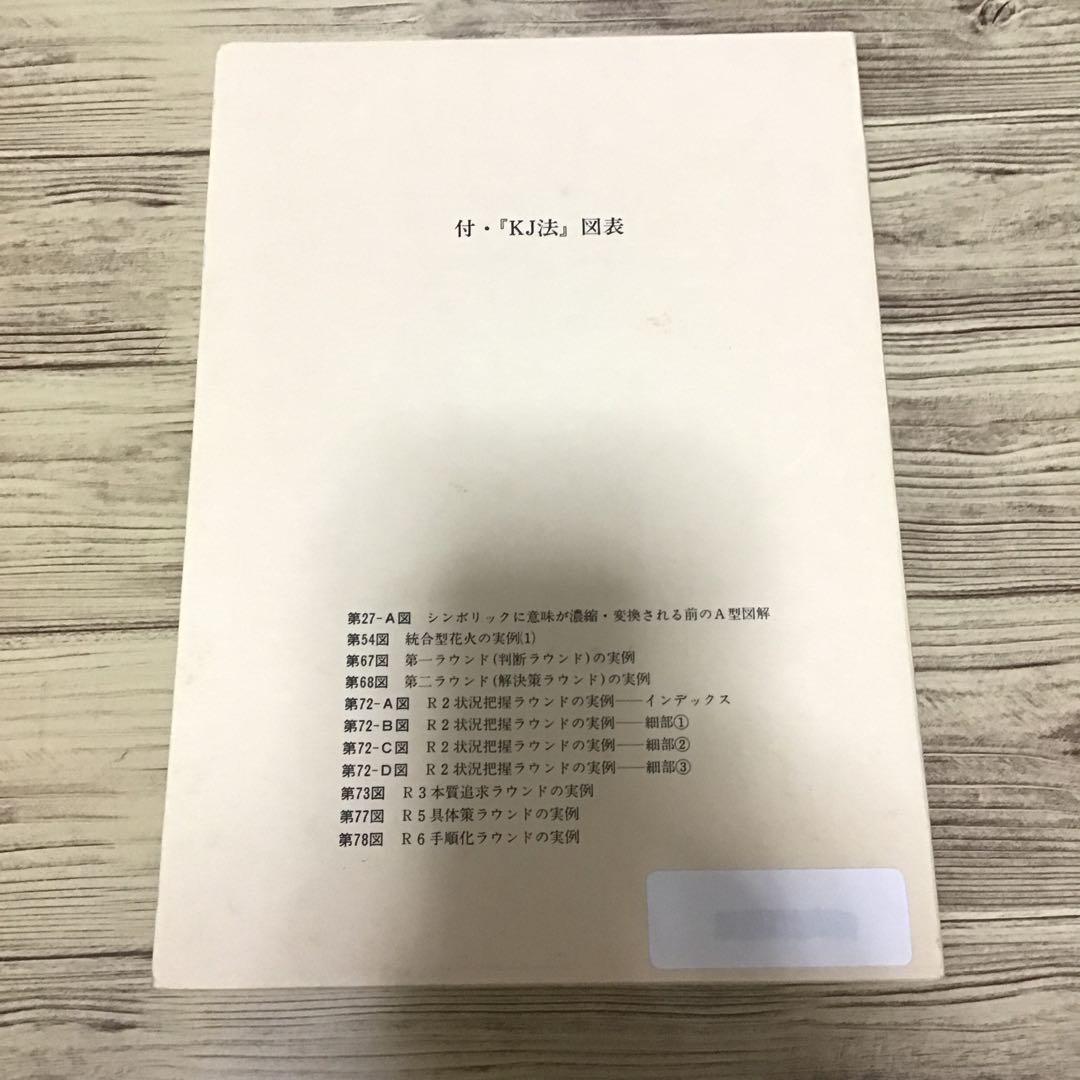 付・『KJ法』図表
第27-A図 シンボリックに意味が濃縮・変換される前のA型図解
第54図 統合型花火の実例(1)
第67図 第一ラウンド(判断ラウンド)の実例
第68図 第二ラウンド(解決策ラウンド)の実例
第72-A図 R2状況把握ラウンドの実例──インデックス
第72-B図 R2状況把握ラウンドの実例──細部①
第72-C図 R2状況把握ラウンドの実例──細部②
第72-D図 R2状況把握ラウンドの実例──細部③
第73図 R3本質追求ラウンドの実例
第77図 R5具体策ラウンドの実例
第78図 R6手順化ラウンドの実例